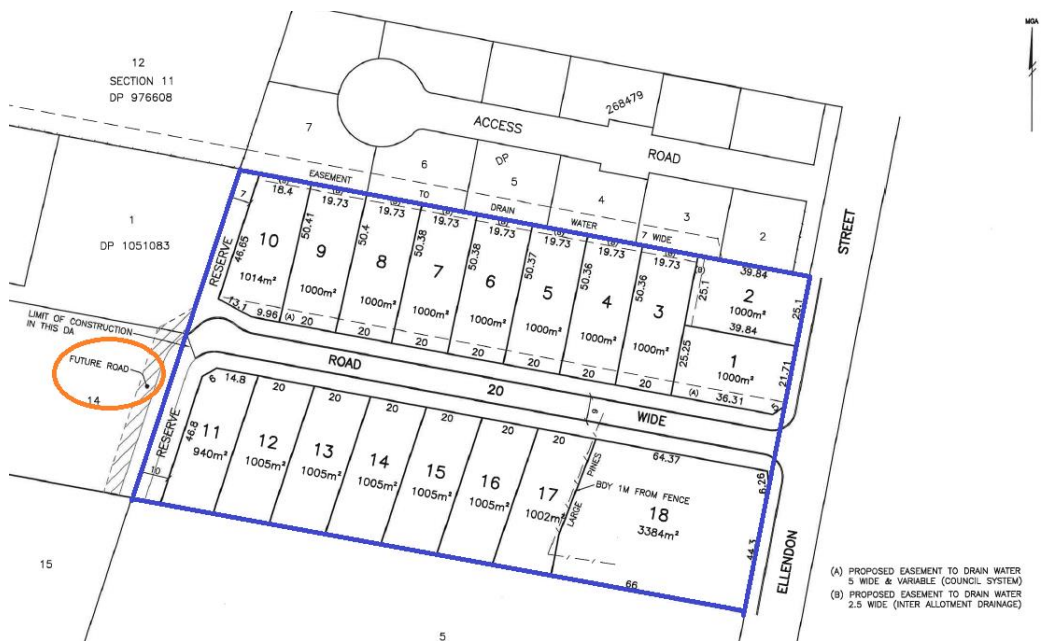 MGA
12
SECTION 11
DP 976608
268479
ACCESS
ROAD
7
6
DP
5
4
3
2
STREET
EASEMENT
TO
DRAIN
WATER
7 WIDE
1
DP 1051083
7
18.4
19.73
19.73
19.73
19.73
19.73
19.73
19.73
39.84
(B)
(B)
(B)
(B)
(B)
(B)
(B)
RESERVE
46.65
10
1014m²
50.41
9
1000m²
50.4
8
1000m²
50.38
7
1000m²
50.38
6
1000m²
50.37
5
1000m²
50.36
4
1000m²
50.36
3
1000m²
25.1
2
1000m²
25.1
39.84
25.25
1
1000m²
21.71
13.1
9.96
(A)
20
20
20
20
20
20
20
(A)
36.31
5
LIMIT OF CONSTRUCTION
IN THIS DA
FUTURE ROAD
14
ROAD
20
WIDE
6
14.8
20
20
20
20
20
20
9
64.37
6.26
RESERVE
46.8
10
11
940m²
12
1005m²
13
1005m²
14
1005m²
15
1005m²
16
1005m²
17
1002m²
LARGE
PINES
BDY 1M FROM FENCE
18
3384m²
44.3
66
ELLENDON
15
5
(A) PROPOSED EASEMENT TO DRAIN WATER
5 WIDE & VARIABLE (COUNCIL SYSTEM)
(B) PROPOSED EASEMENT TO DRAIN WATER
2.5 WIDE (INTER ALLOTMENT DRAINAGE)